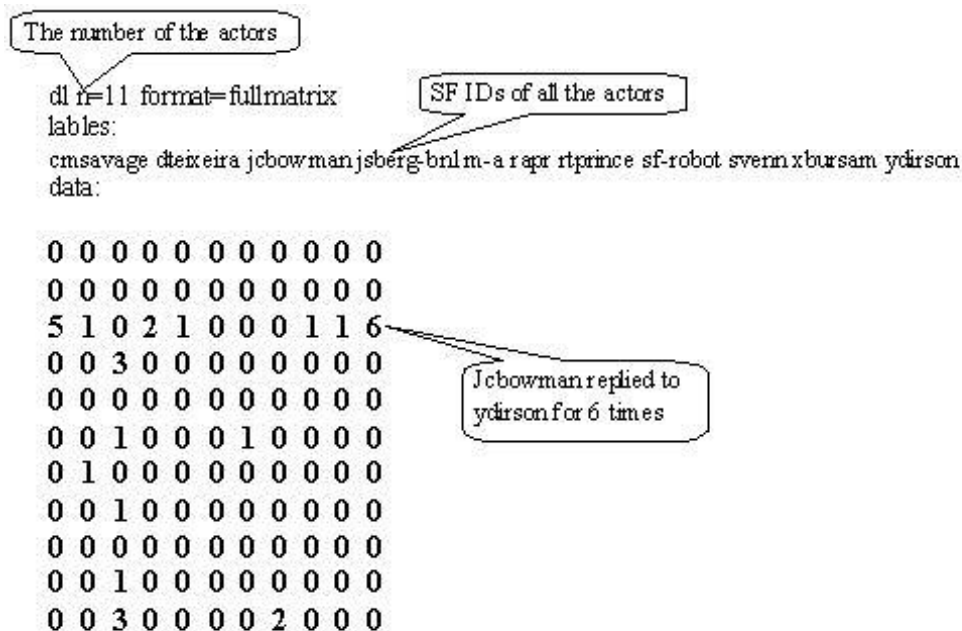 The number of the actors
dl n=11 format=fullmatrix
SF IDs of all the actors
lables:
cmsavage dteixeira jcbowman jsberg-bnl m-a rapr rtprince sf-robot svenn xbursam ydirson
data:
0 0 0 0 0 0 0 0 0 0 0
0 0 0 0 0 0 0 0 0 0 0
5 1 0 2 1 0 0 0 1 1 6
0 0 3 0 0 0 0 0 0 0 0
0 0 0 0 0 0 0 0 0 0 0
0 0 1 0 0 0 1 0 0 0 0
0 1 0 0 0 0 0 0 0 0 0
0 0 1 0 0 0 0 0 0 0 0
0 0 0 0 0 0 0 0 0 0 0
0 0 1 0 0 0 0 0 0 0 0
0 0 3 0 0 0 0 2 0 0 0
Jcbowman replied to
ydirson for 6 times